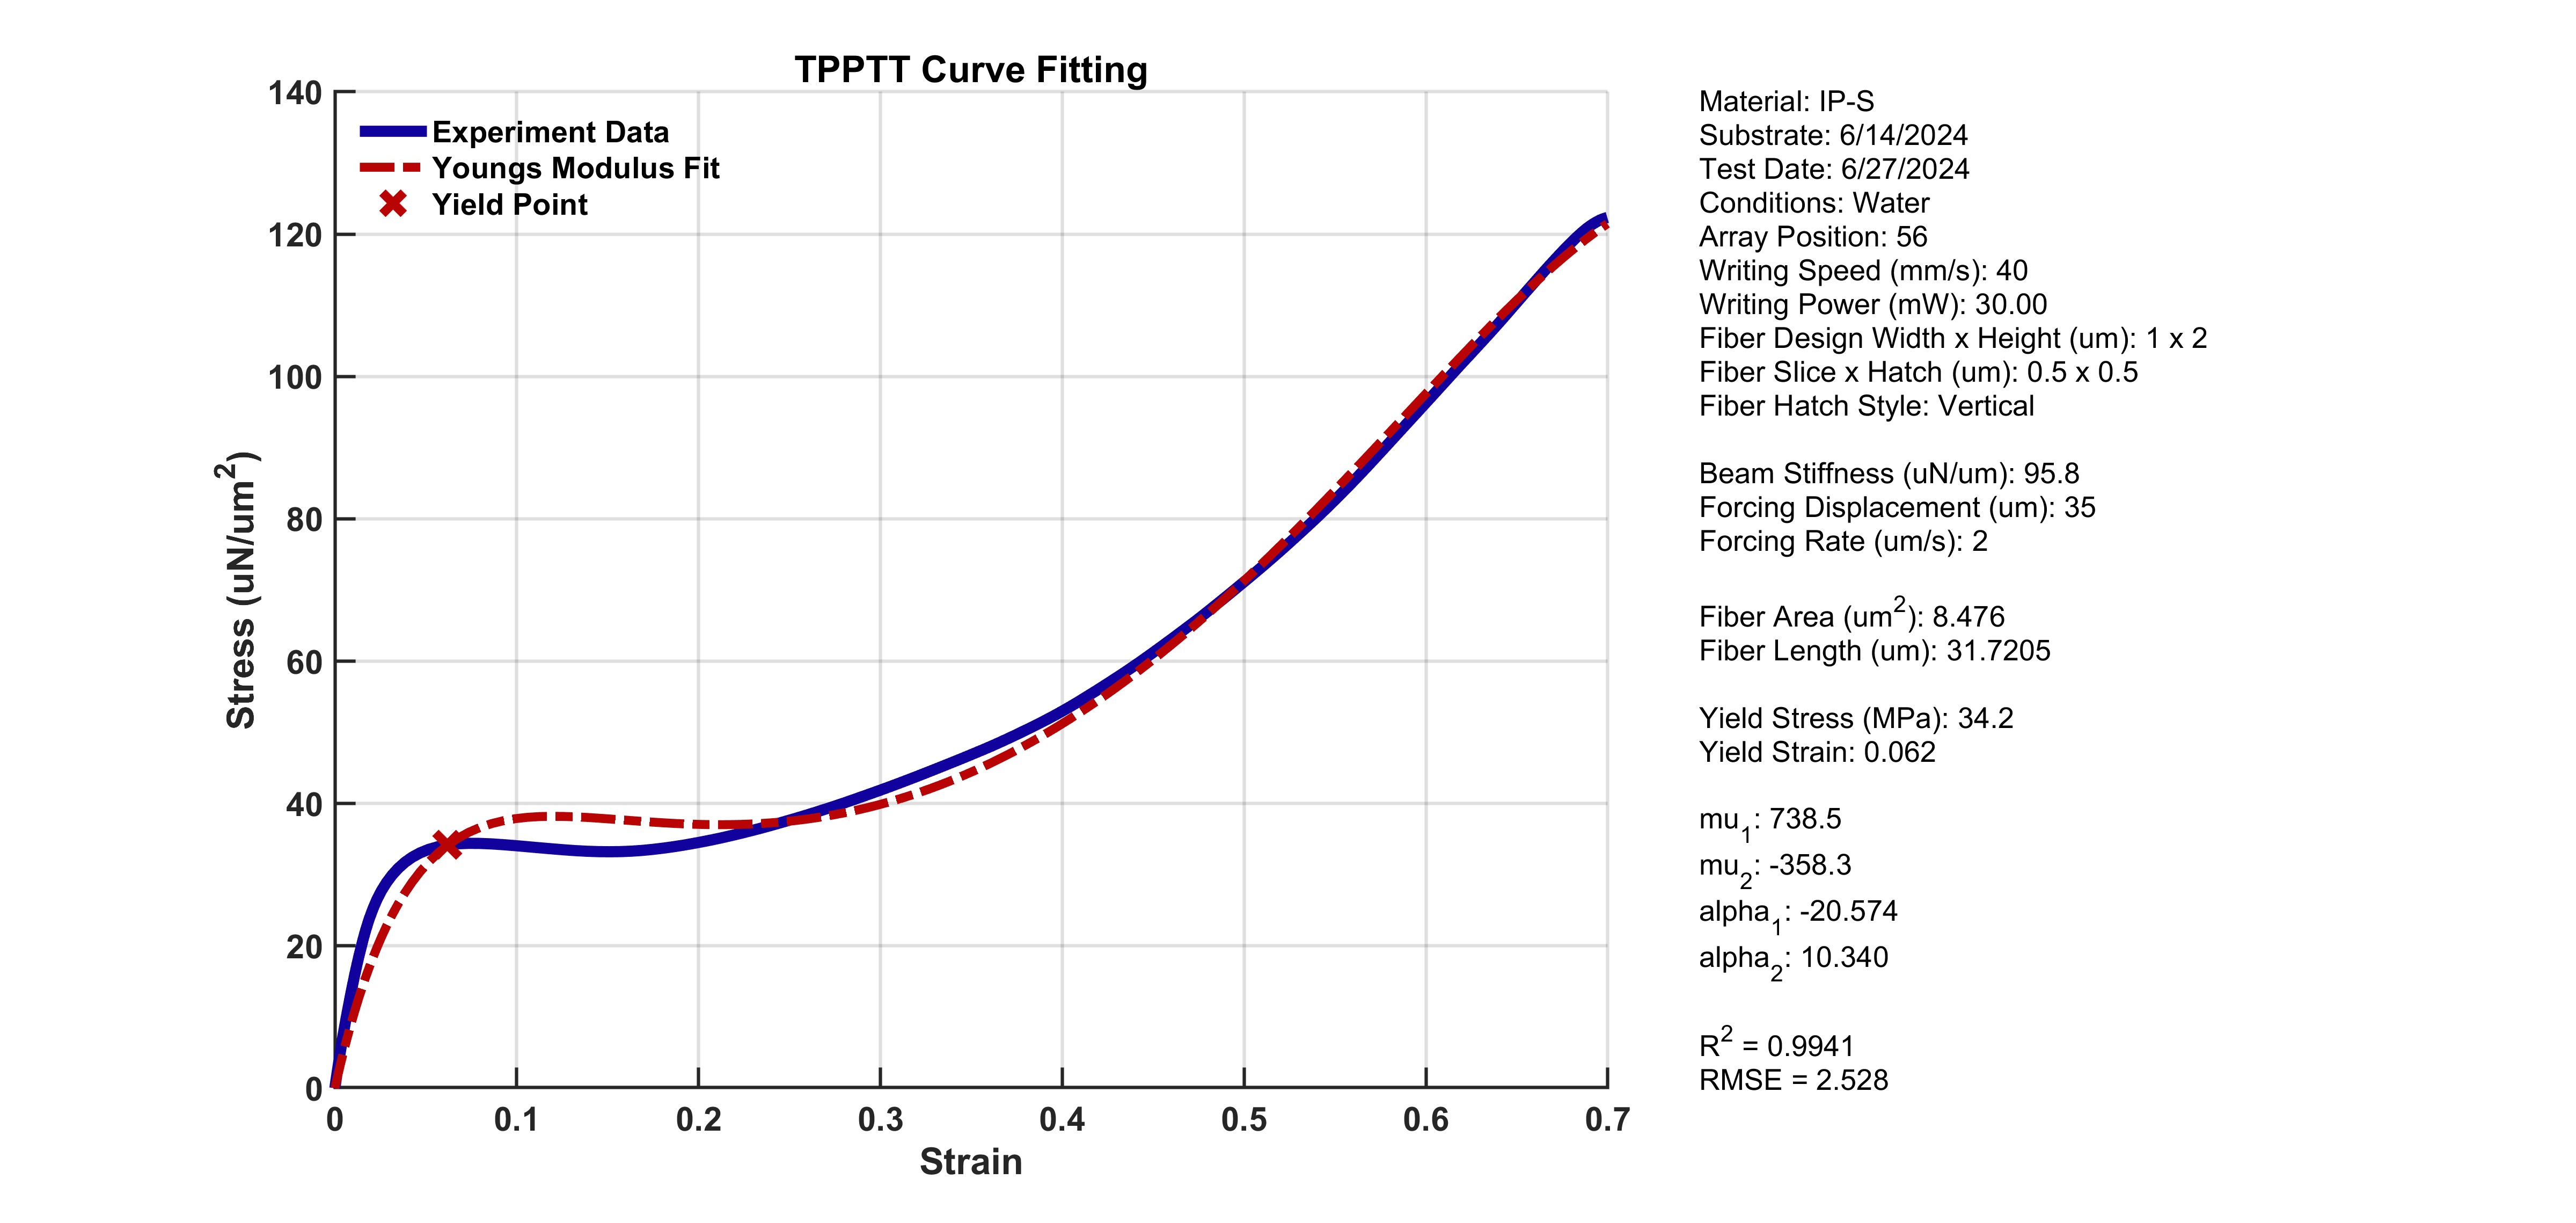 TPPTT Curve Fitting
140
120
100
80
60
40
20
0
Stress (uN/um²)
Experiment Data
Youngs Modulus Fit
Yield Point
0 0.1 0.2 0.3 0.4 0.5 0.6 0.7
Strain
Material: IP-S
Substrate: 6/14/2024
Test Date: 6/27/2024
Conditions: Water
Array Position: 56
Writing Speed (mm/s): 40
Writing Power (mW): 30.00
Fiber Design Width x Height (um): 1 x 2
Fiber Slice x Hatch (um): 0.5 x 0.5
Fiber Hatch Style: Vertical
Beam Stiffness (uN/um): 95.8
Forcing Displacement (um): 35
Forcing Rate (um/s): 2
Fiber Area (um²): 8.476
Fiber Length (um): 31.7205
Yield Stress (MPa): 34.2
Yield Strain: 0.062
mu₁: 738.5
mu₂: -358.3
alpha₁: -20.574
alpha₂: 10.340
R² = 0.9941
RMSE = 2.528